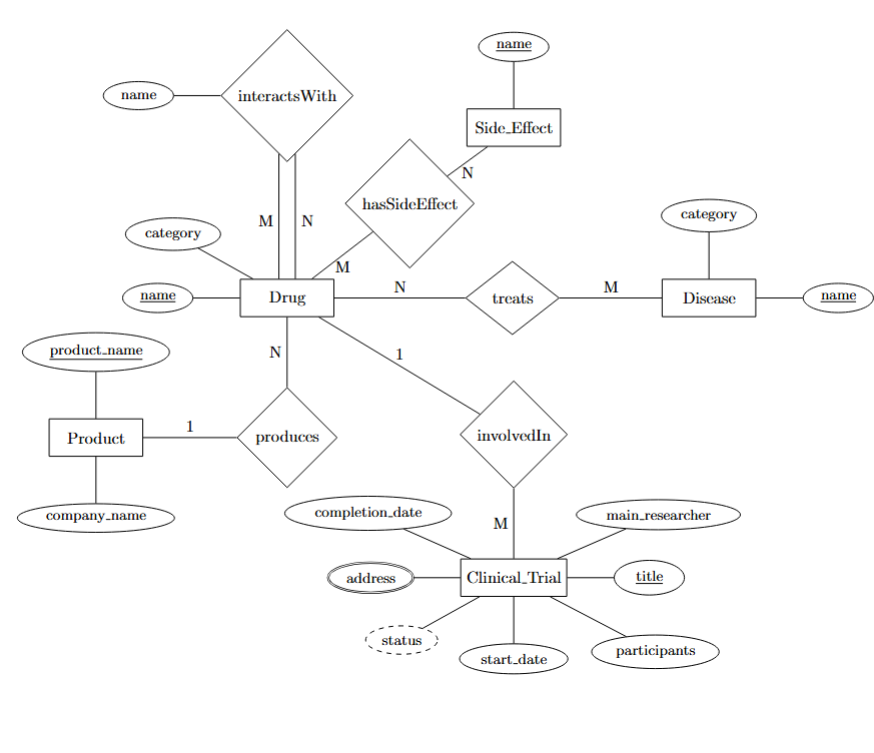 name
name
interactsWith
Side_Effect
N
hasSideEffect
M
N
category
category
M
name
Drug
N
treats
M
Disease
name
product_name
N
1
Product
1
produces
involvedIn
company_name
completion_date
M
main_researcher
address
Clinical_Trial
title
status
start_date
participants